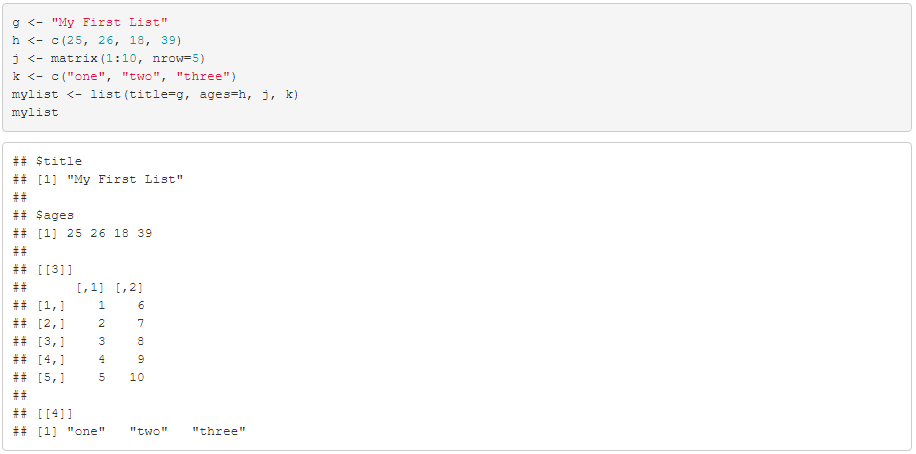 g <- "My First List"
h <- c(25, 26, 18, 39)
j <- matrix(1:10, nrow=5)
k <- c("one", "two", "three")
mylist <- list(title=g, ages=h, j, k)
mylist
## $title
## [1] "My First List"
##
## $ages
## [1] 25 26 18 39
##
## [[3]]
##      [,1] [,2]
## [1,]    1    6
## [2,]    2    7
## [3,]    3    8
## [4,]    4    9
## [5,]    5   10
##
## [[4]]
## [1] "one"   "two"   "three"